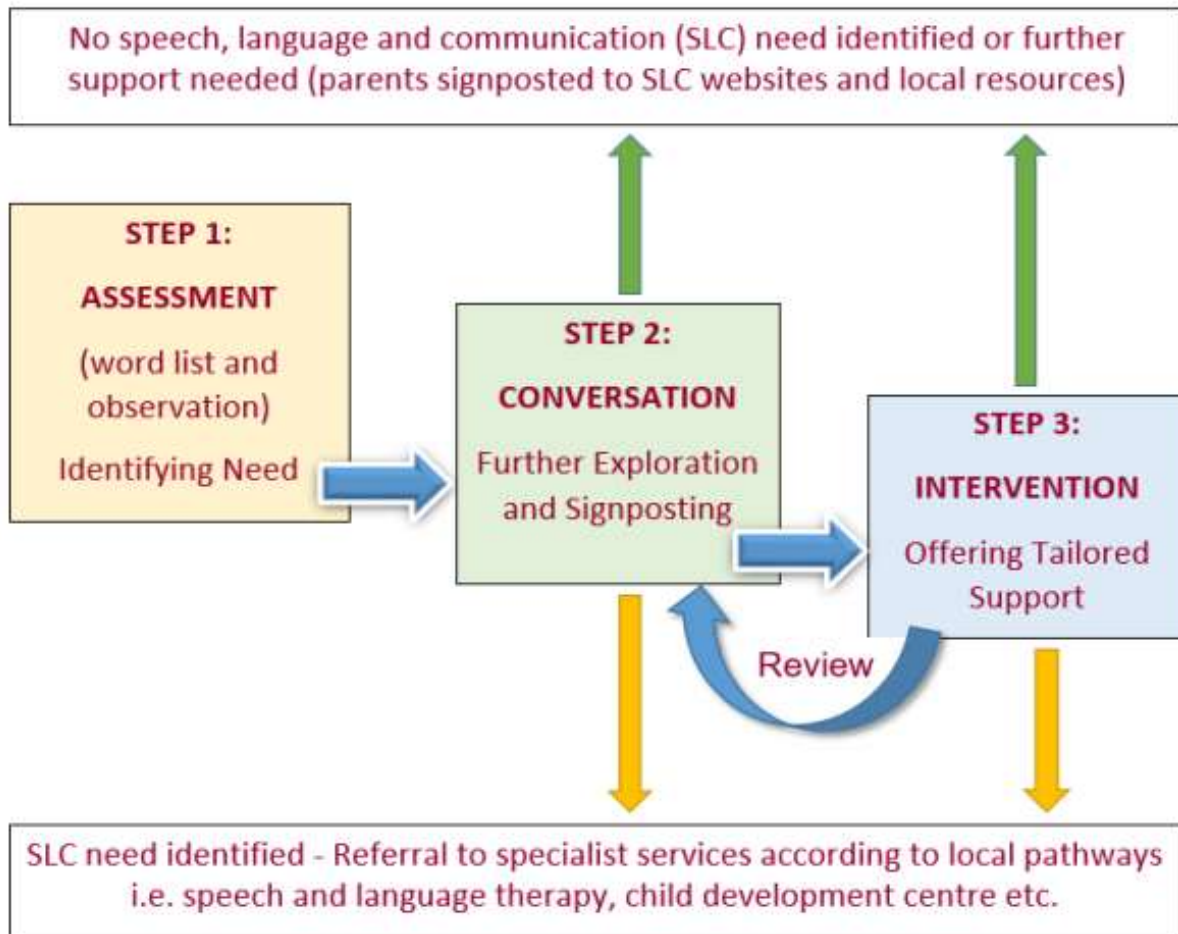 No speech, language and communication (SLC) need identified or further
support needed (parents signposted to SLC websites and local resources)
STEP 1:
ASSESSMENT
(word list and
observation)
Identifying Need
STEP 2:
CONVERSATION
Further Exploration
and Signposting
STEP 3:
INTERVENTION
Offering Tailored
Support
Review
SLC need identified - Referral to specialist services according to local pathways
i.e. speech and language therapy, child development centre etc.